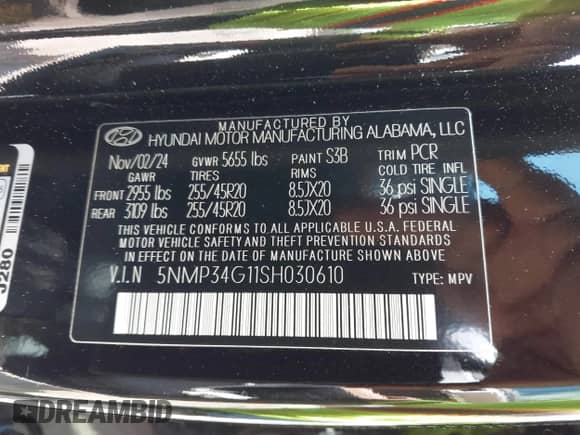 MANUFACTURED BY
HYUNDAI MOTOR MANUFACTURING ALABAMA, LLC
Nov/02/24 GVWR 5655 lbs PAINT S3B TRIM PCR
GAWR TIRES RIMS COLD TIRE INFL
FRONT 2955 lbs 255/45R20 8.5JX20 36 psi SINGLE
REAR 3109 lbs 255/45R20 8.5JX20 36 psi SINGLE
THIS VEHICLE CONFORMS TO ALL APPLICABLE U.S.A. FEDERAL
MOTOR VEHICLE SAFETY AND THEFT PREVENTION STANDARDS
IN EFFECT ON THE DATE OF MANUFACTURE SHOWN ABOVE.
V.I.N 5NMP34G11SH030610 TYPE: MPV
J280
DREAMBID